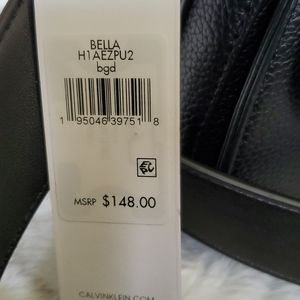 BELLA
H1AEZPU2
bgd
1 95046 39751 8
MSRP $148.00
CALVINKLEIN.COM